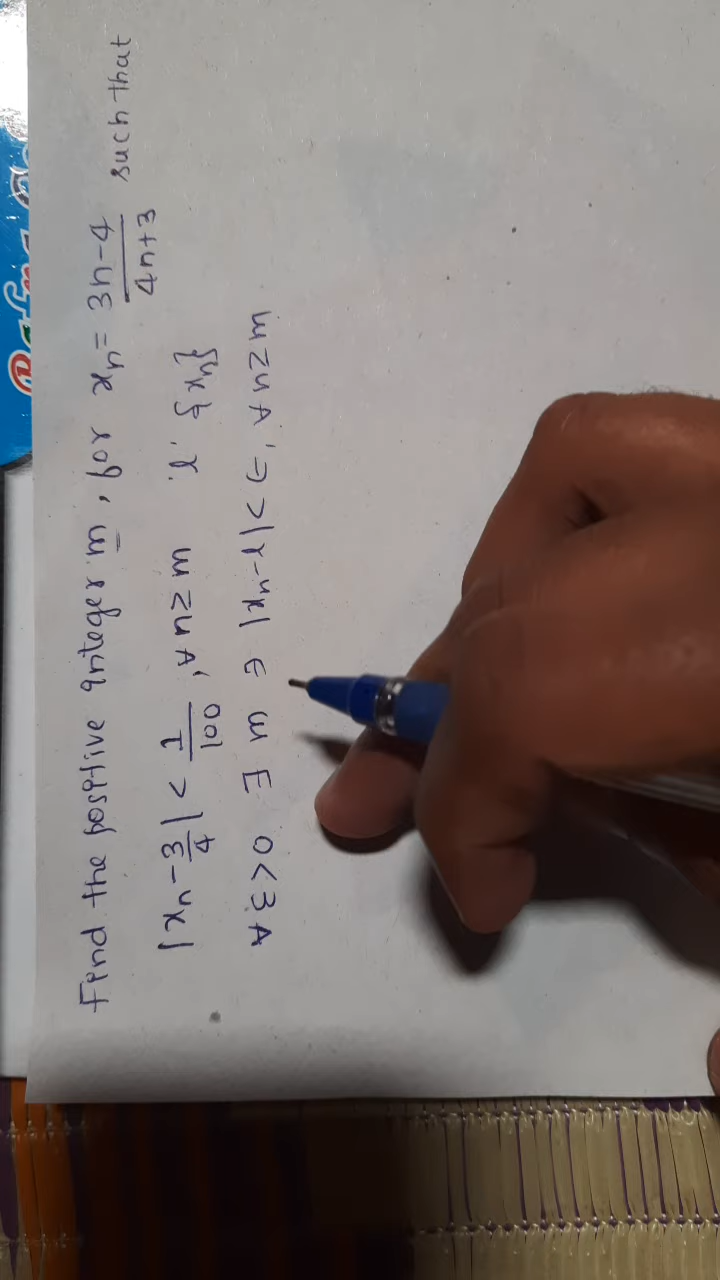 Find the positive integer m, for xₙ = (3n-4)/(4n+3) such that
|xₙ - 3/4| < 1/100, ∀ n ≥ m l {xₙ}
∀ ε > 0 ∃ m ∋ |xₙ - l| < ∋, ∀ n ≥ m